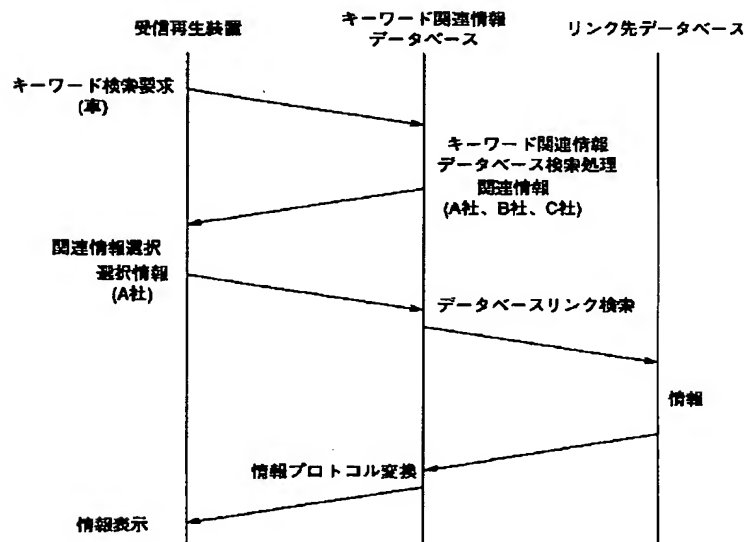 受信再生装置
キーワード関連情報
データベース
リンク先データベース
キーワード検索要求
(車)
キーワード関連情報
データベース検索処理
関連情報
(A社、B社、C社)
関連情報選択
選択情報
(A社)
データベースリンク検索
情報
情報プロトコル変換
情報表示